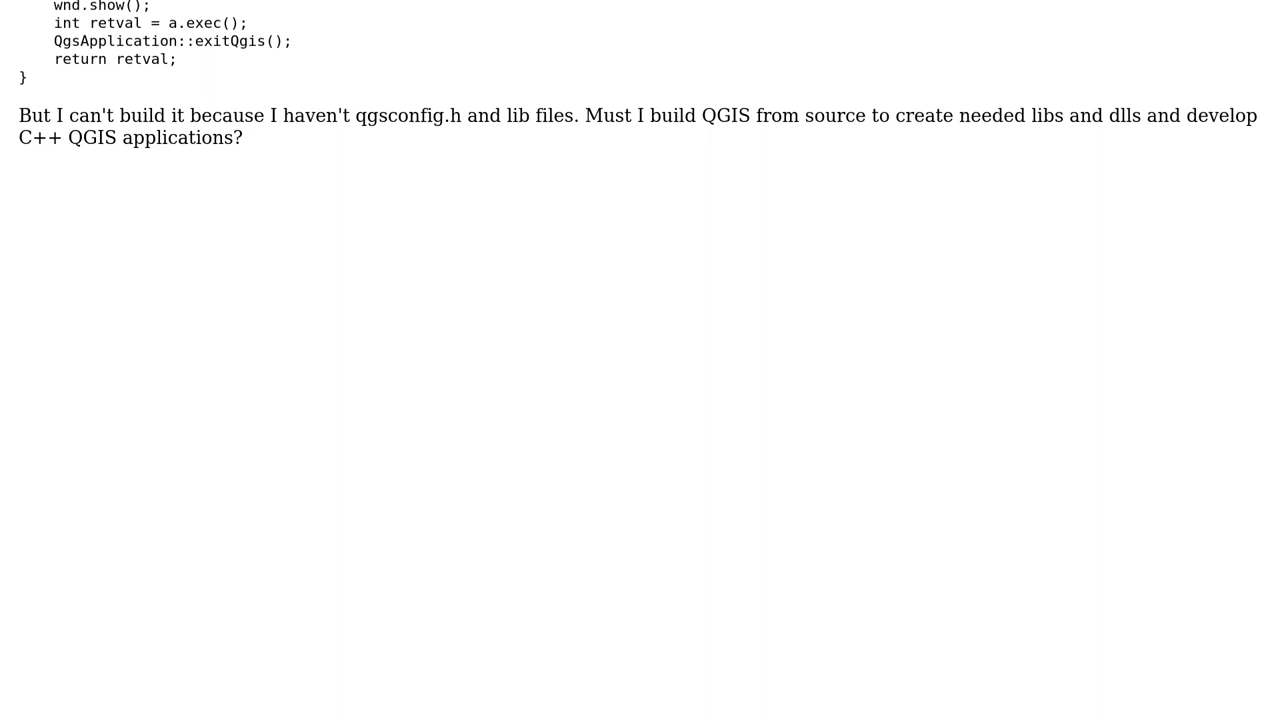 wnd.show();
int retval = a.exec();
QgsApplication::exitQgis();
return retval;
}
But I can't build it because I haven't qgsconfig.h and lib files. Must I build QGIS from source to create needed libs and dlls and develop
C++ QGIS applications?